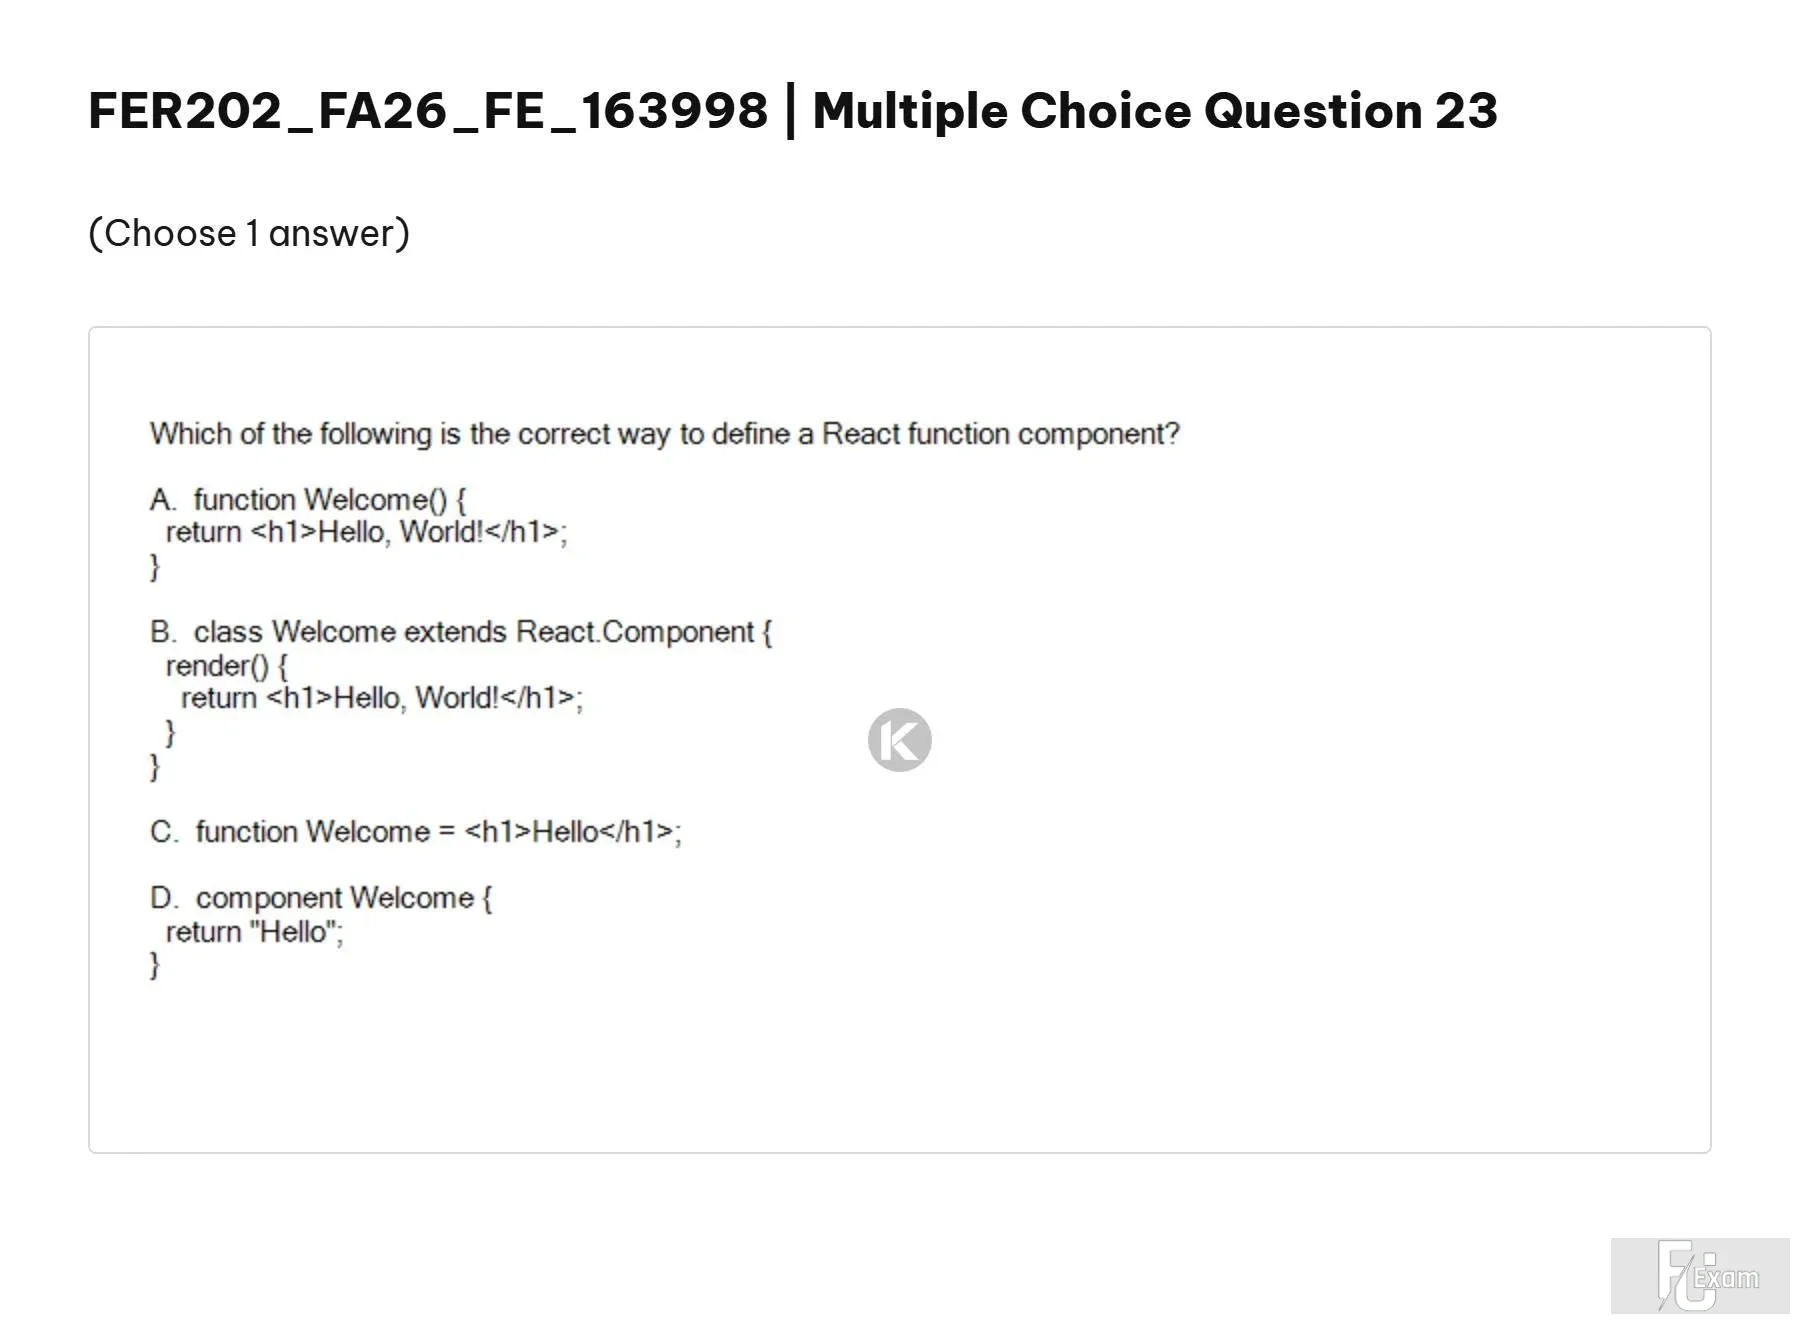 FER202_FA26_FE_163998 | Multiple Choice Question 23
(Choose 1 answer)
Which of the following is the correct way to define a React function component?
A.  function Welcome() {
  return <h1>Hello, World!</h1>;
}
B.  class Welcome extends React.Component {
  render() {
    return <h1>Hello, World!</h1>;
  }
}
C.  function Welcome = <h1>Hello</h1>;
D.  component Welcome {
  return "Hello";
}
K
FU Exam